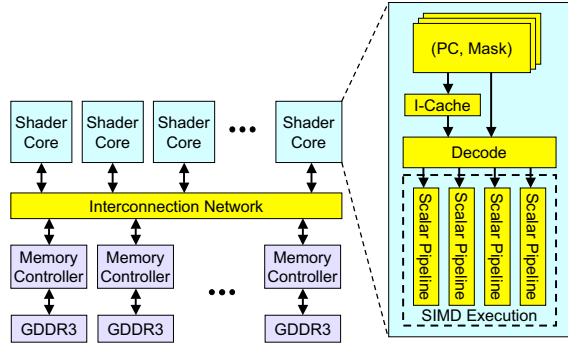 Shader
Core
Shader
Core
Shader
Core
Shader
Core
Interconnection Network
Memory
Controller
Memory
Controller
Memory
Controller
GDDR3
GDDR3
GDDR3
(PC, Mask)
I-Cache
Decode
Scalar Pipeline
Scalar Pipeline
Scalar Pipeline
Scalar Pipeline
SIMD Execution